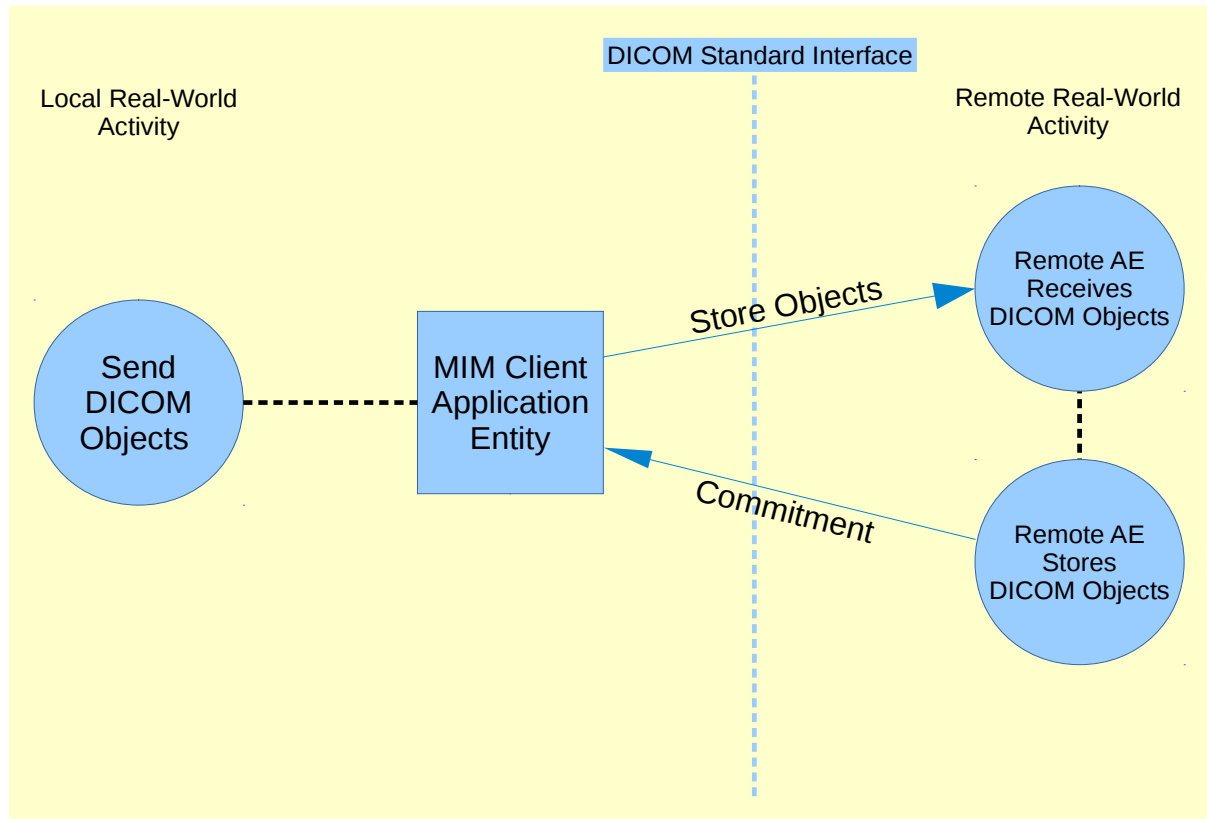 DICOM Standard Interface
Local Real-World
Activity
Remote Real-World
Activity
Send
DICOM
Objects
MIM Client
Application
Entity
Store Objects
Commitment
Remote AE
Receives
DICOM Objects
Remote AE
Stores
DICOM Objects